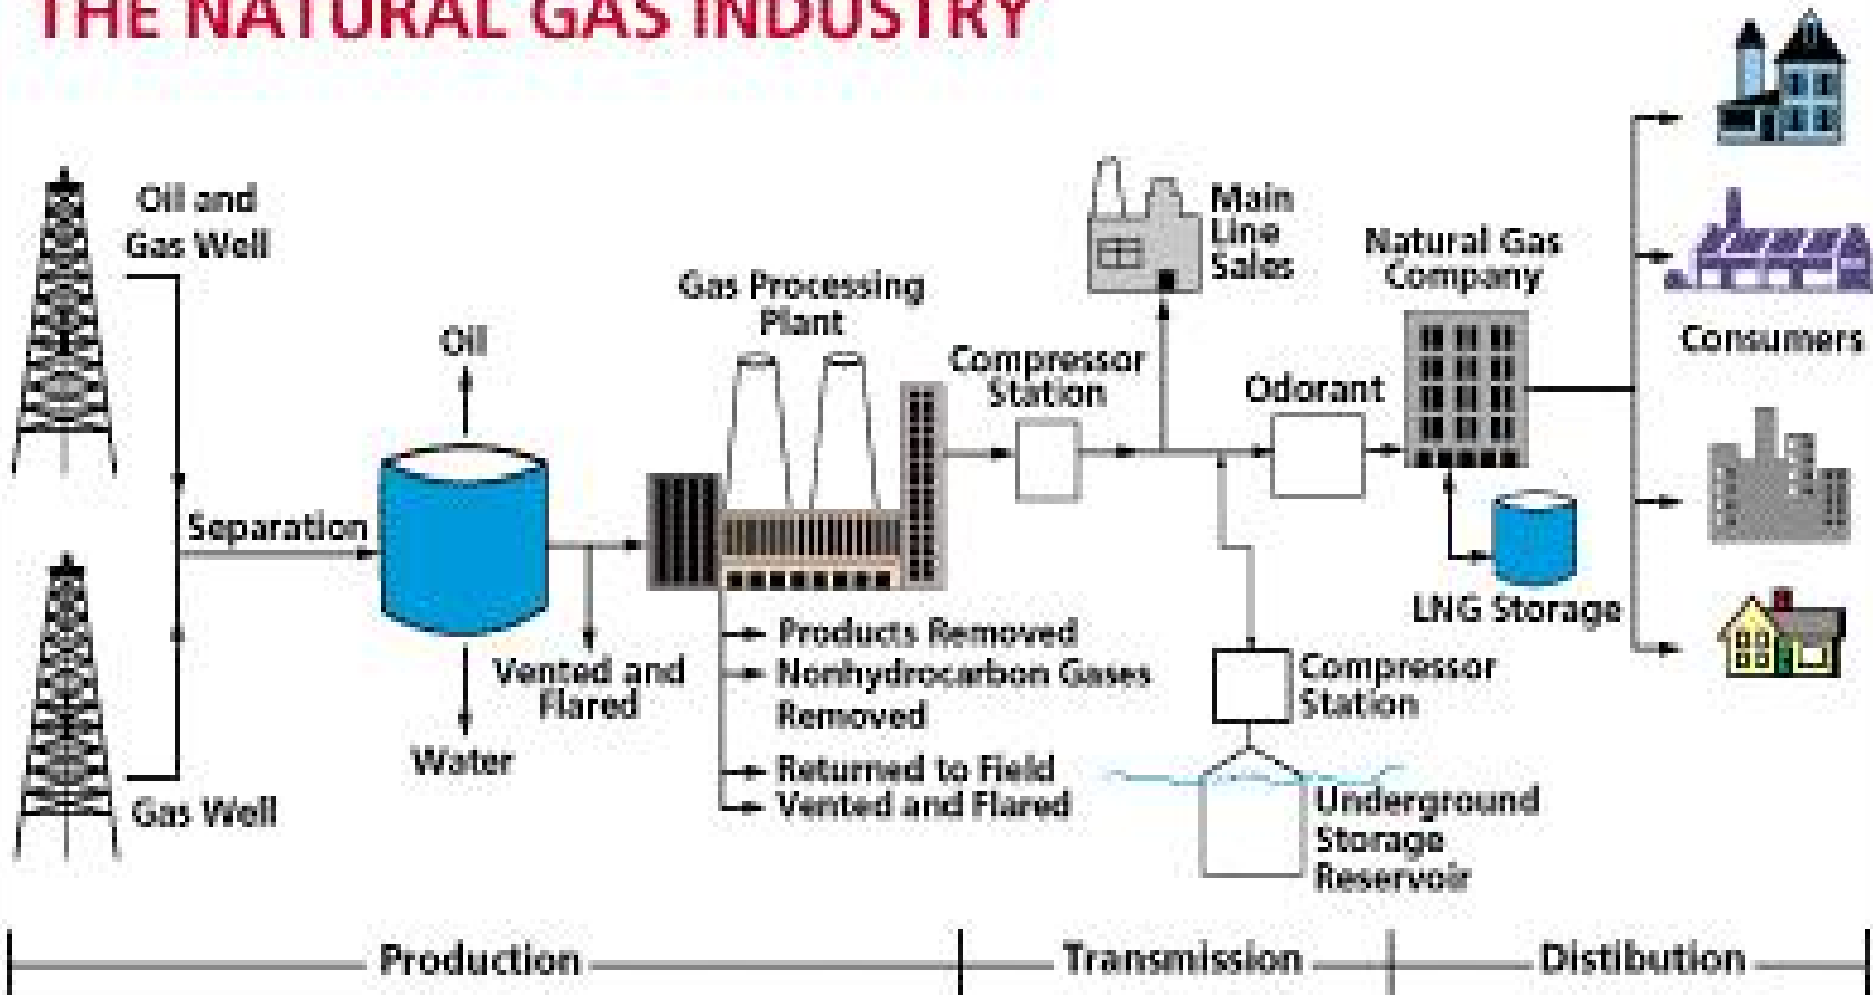 THE NATURAL GAS INDUSTRY
Oil and
Gas Well
Gas Well
Separation
Oil
Water
Vented and
Flared
Gas Processing
Plant
Products Removed
Nonhydrocarbon Gases
Removed
Returned to Field
Vented and Flared
Compressor
Station
Main
Line
Sales
Compressor
Station
Underground
Storage
Reservoir
Odorant
Natural Gas
Company
LNG Storage
Consumers
Production
Transmission
Distibution